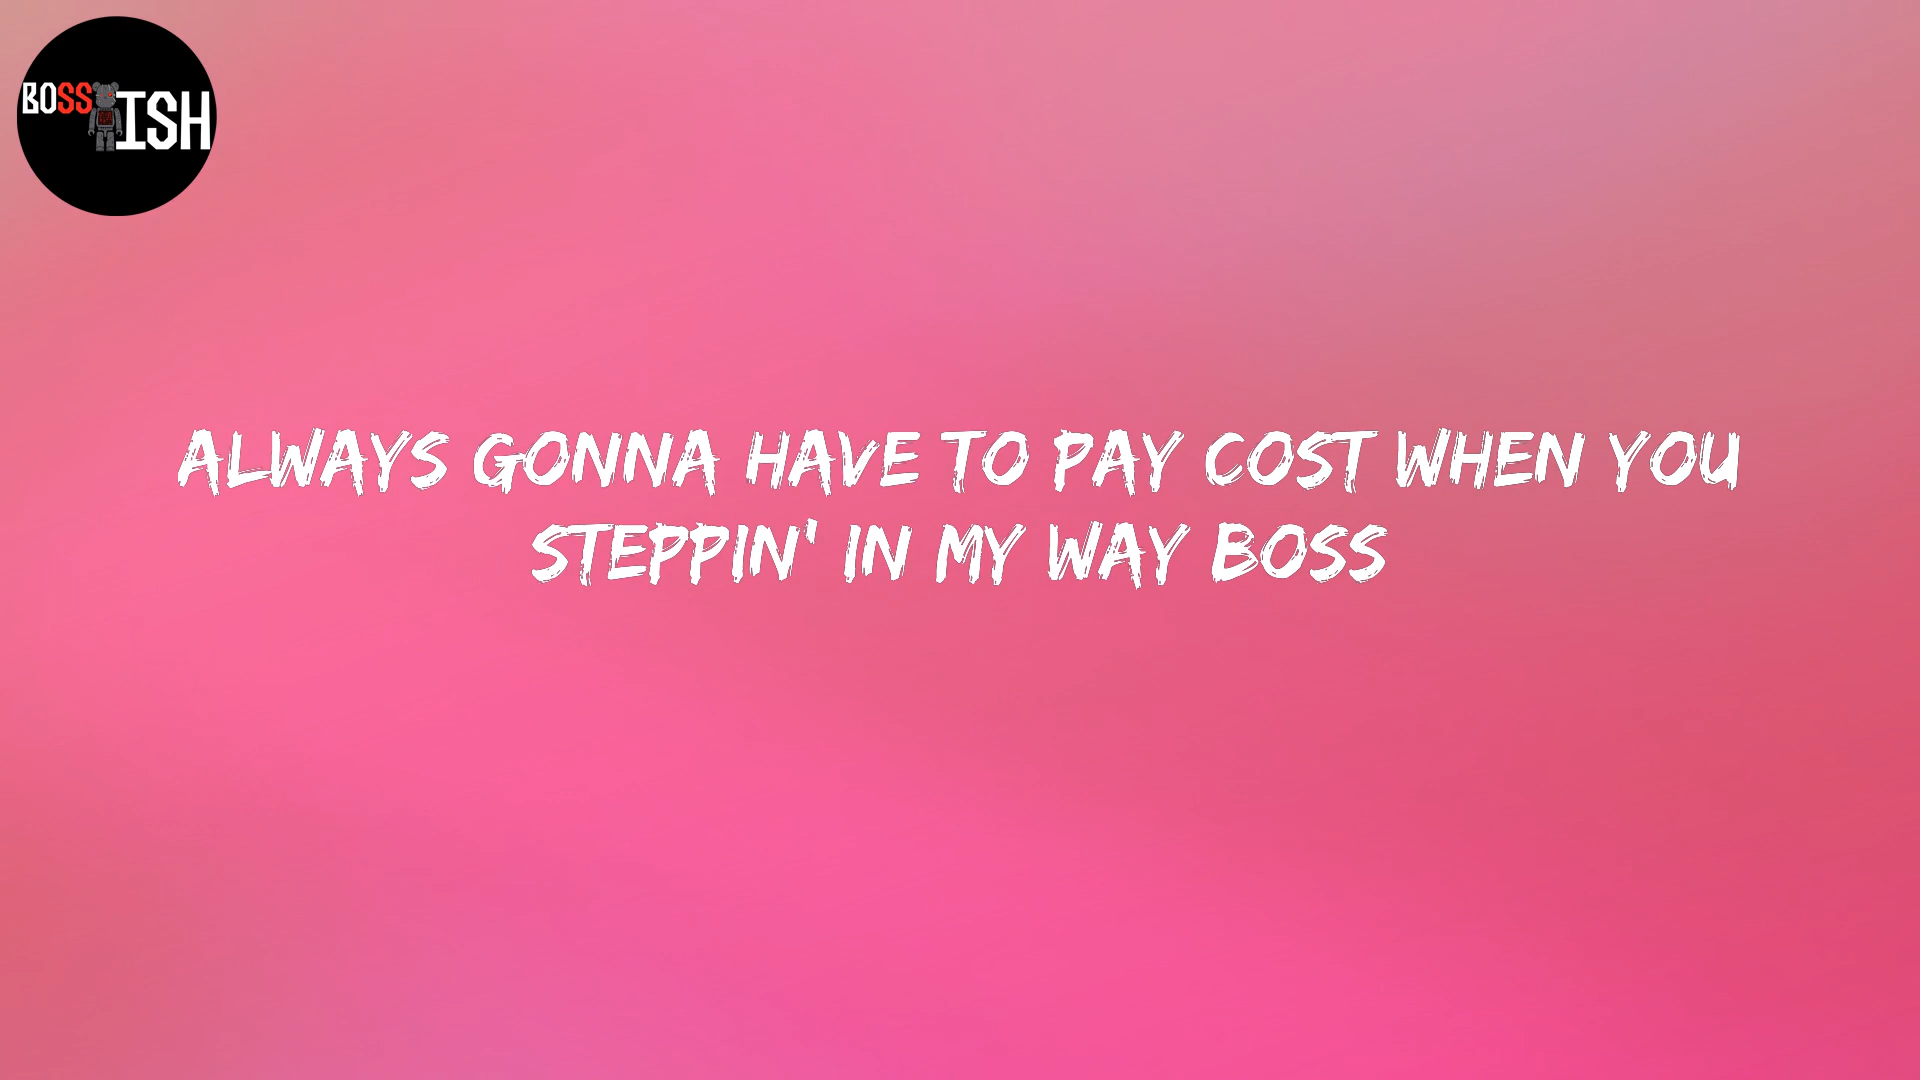 BOSS ISH
ALWAYS GONNA HAVE TO PAY COST WHEN YOU
STEPPIN' IN MY WAY BOSS